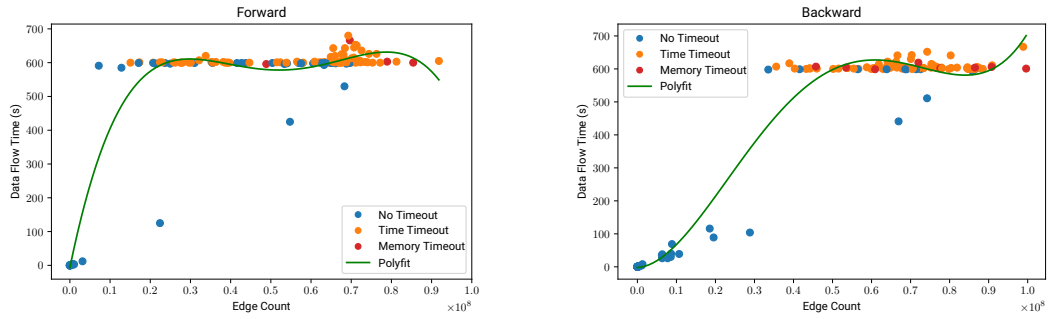 Forward
Data Flow Time (s)
700
600
500
400
300
200
100
0
No Timeout
Time Timeout
Memory Timeout
Polyfit
0.0 0.1 0.2 0.3 0.4 0.5 0.6 0.7 0.8 0.9 1.0
×10⁸
Edge Count
Backward
Data Flow Time (s)
700
600
500
400
300
200
100
0
No Timeout
Time Timeout
Memory Timeout
Polyfit
0.0 0.1 0.2 0.3 0.4 0.5 0.6 0.7 0.8 0.9 1.0
×10⁸
Edge Count